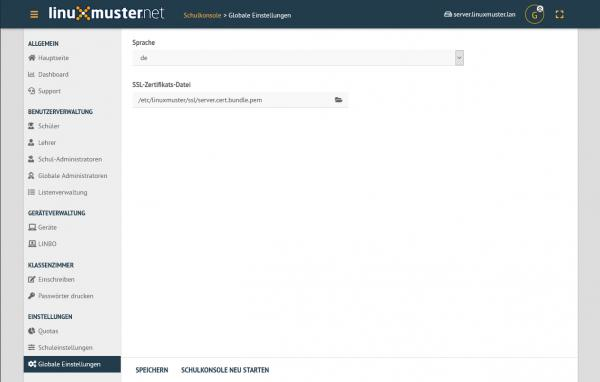 linuxmuster.net
Schulkonsole > Globale Einstellungen
server.linuxmuster.lan
G
ALLGEMEIN
Hauptseite
Dashboard
Support
BENUTZERVERWALTUNG
Schüler
Lehrer
Schul-Administratoren
Globale Administratoren
Listenverwaltung
GERÄTEVERWALTUNG
Geräte
LINBO
KLASSENZIMMER
Einschreiben
Passwörter drucken
EINSTELLUNGEN
Quotas
Schuleinstellungen
Globale Einstellungen
Sprache
de
SSL-Zertifikats-Datei
/etc/linuxmuster/ssl/server.cert.bundle.pem
SPEICHERN
SCHULKONSOLE NEU STARTEN